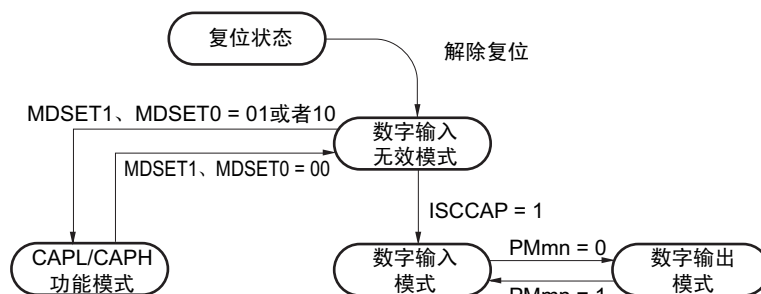 复位状态
解除复位
MDSET1、MDSET0 = 01或者10
数字输入
无效模式
MDSET1、MDSET0 = 00
ISCCAP = 1
CAPL/CAPH
功能模式
数字输入
模式
PMmn = 0
数字输出
模式
PMmn = 1